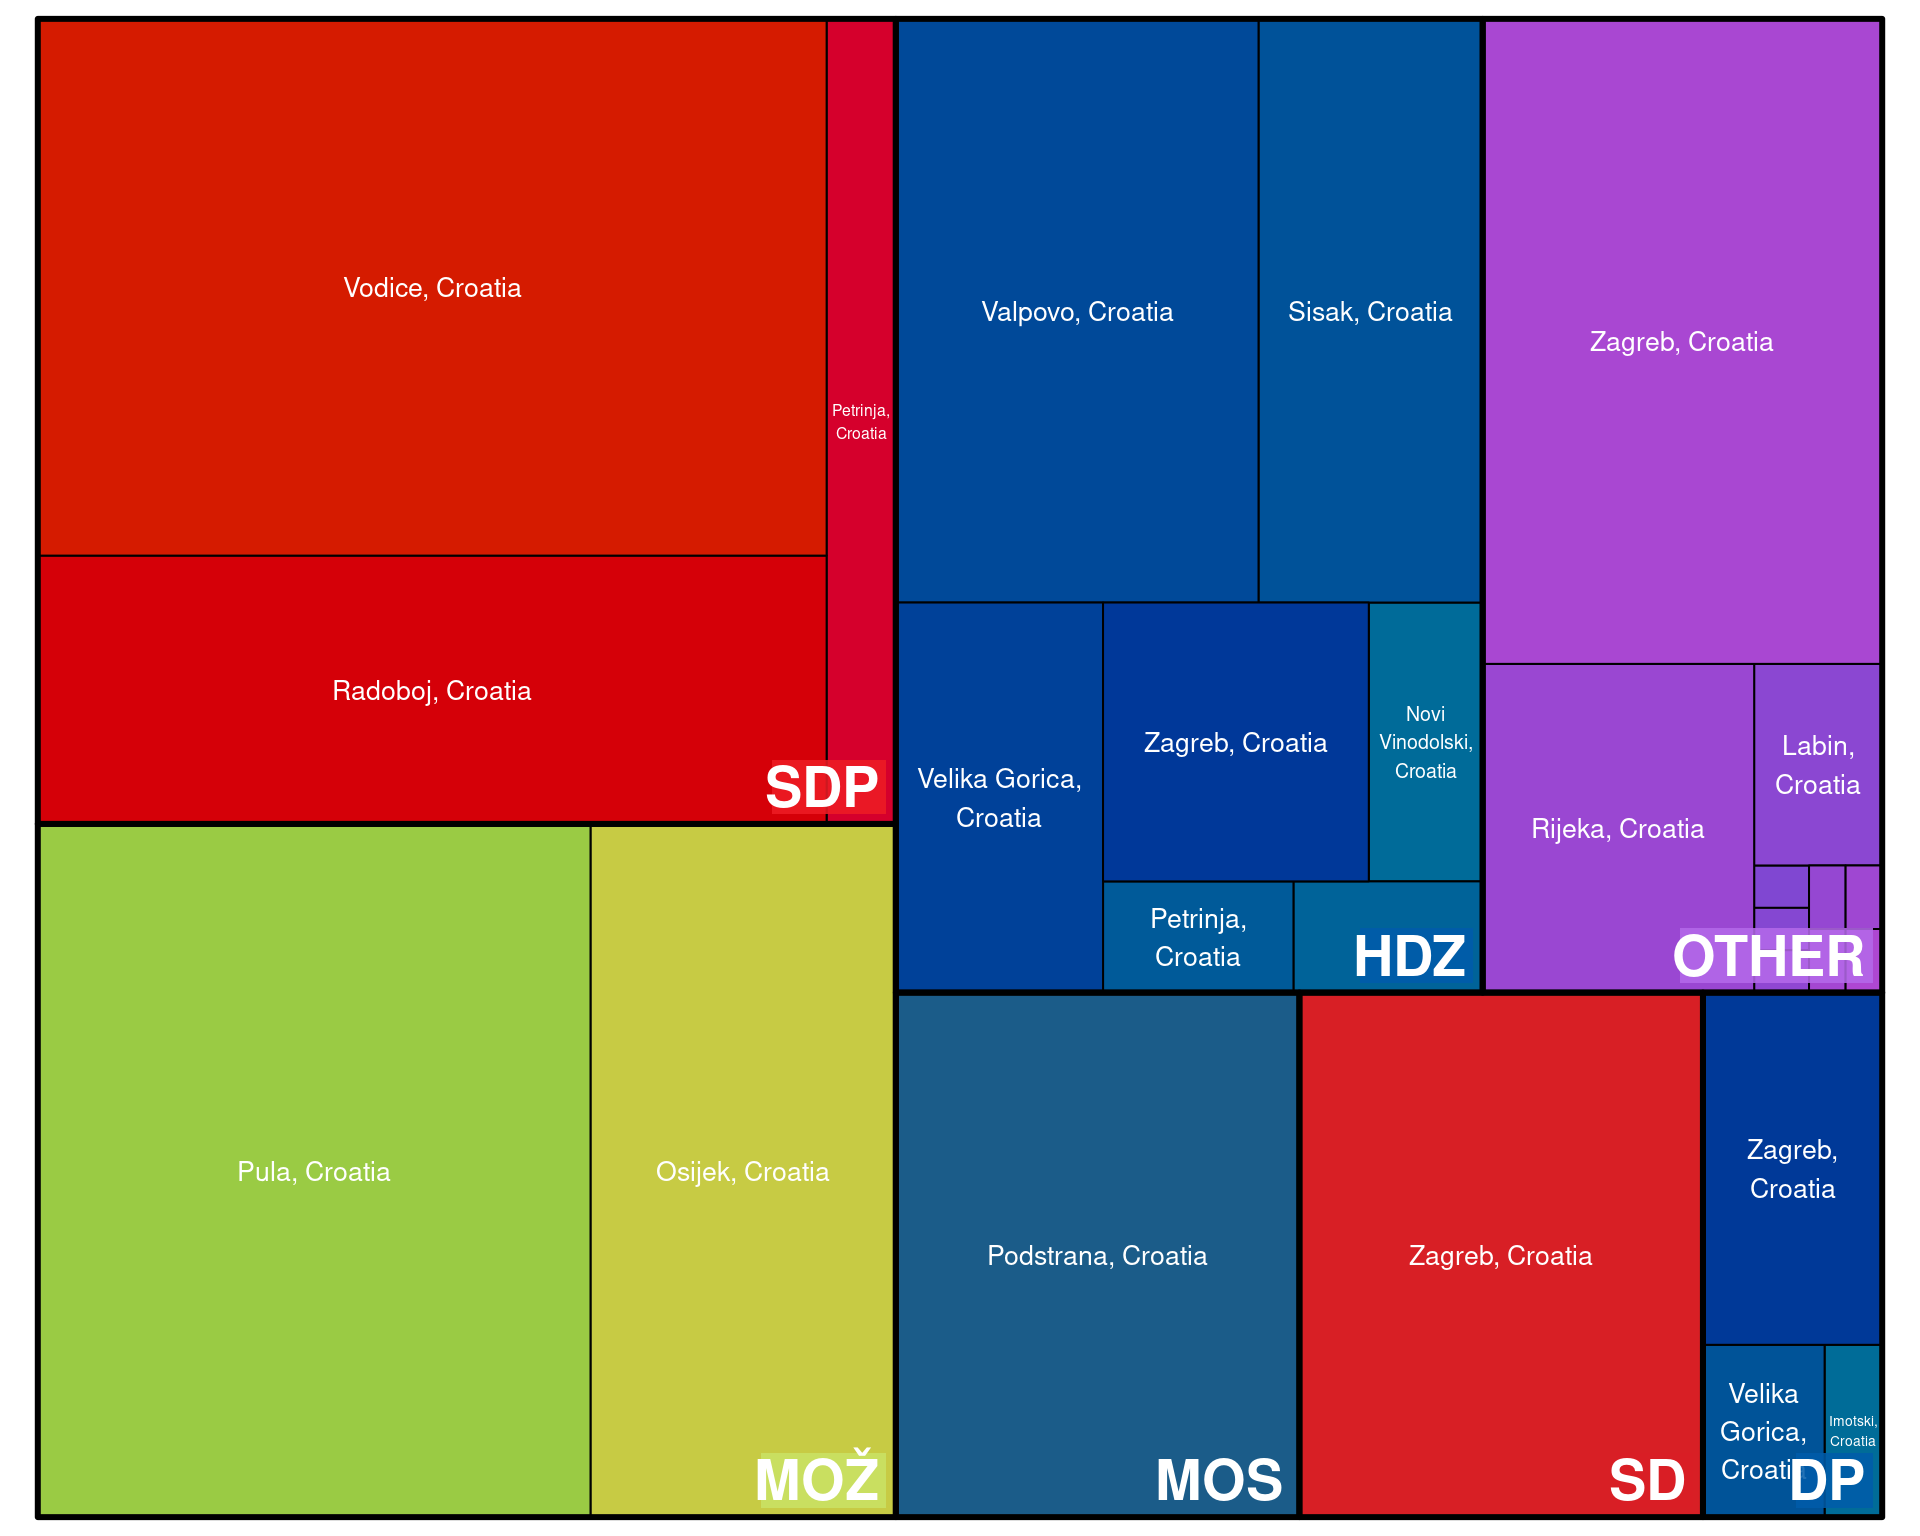 Vodice, Croatia
Petrinja,
Croatia
Radoboj, Croatia
SDP
Pula, Croatia
Osijek, Croatia
MOŽ
Valpovo, Croatia
Sisak, Croatia
Velika Gorica,
Croatia
Zagreb, Croatia
Novi
Vinodolski,
Croatia
Petrinja,
Croatia
HDZ
Zagreb, Croatia
Rijeka, Croatia
Labin,
Croatia
OTHER
Podstrana, Croatia
MOS
Zagreb, Croatia
SD
Zagreb,
Croatia
Velika
Gorica,
Croatia
Imotski,
Croatia
DP